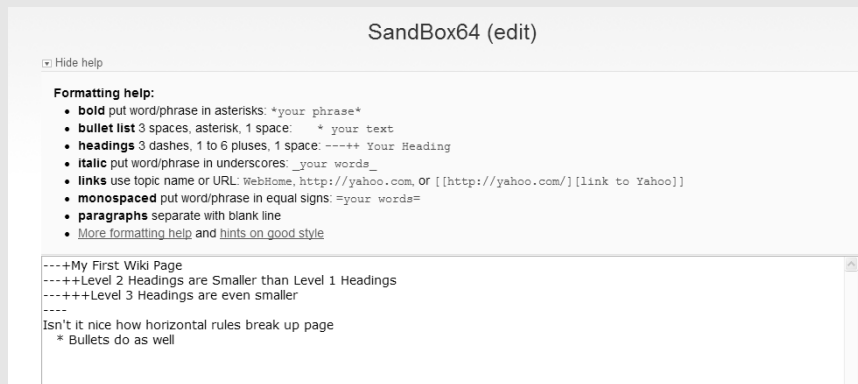 SandBox64 (edit)
Hide help
Formatting help:
• bold put word/phrase in asterisks: *your phrase*
• bullet list 3 spaces, asterisk, 1 space:    * your text
• headings 3 dashes, 1 to 6 pluses, 1 space: ---++ Your Heading
• italic put word/phrase in underscores: _your words_
• links use topic name or URL: WebHome, http://yahoo.com, or [[http://yahoo.com/][link to Yahoo]]
• monospaced put word/phrase in equal signs: =your words=
• paragraphs separate with blank line
• More formatting help and hints on good style
---+My First Wiki Page
---++Level 2 Headings are Smaller than Level 1 Headings
---+++Level 3 Headings are even smaller
----
Isn't it nice how horizontal rules break up page
   * Bullets do as well